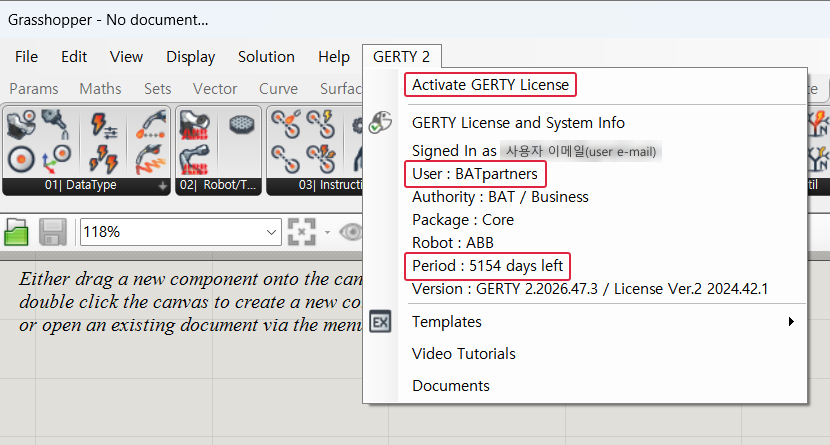 Grasshopper - No document...
File Edit View Display Solution Help GERTY 2
Params Maths Sets Vector Curve
Activate GERTY License
GERTY License and System Info
Signed In as 사용자 이메일(user e-mail)
User : BATpartners
Authority : BAT / Business
Package : Core
Robot : ABB
Period : 5154 days left
Version : GERTY 2.2026.47.3 / License Ver.2 2024.42.1
EX Templates
Video Tutorials
Documents
01| DataType 02| Robot/T... 03|
118%
Either drag a new component onto the
double click the canvas to create a new
or open an existing document via the